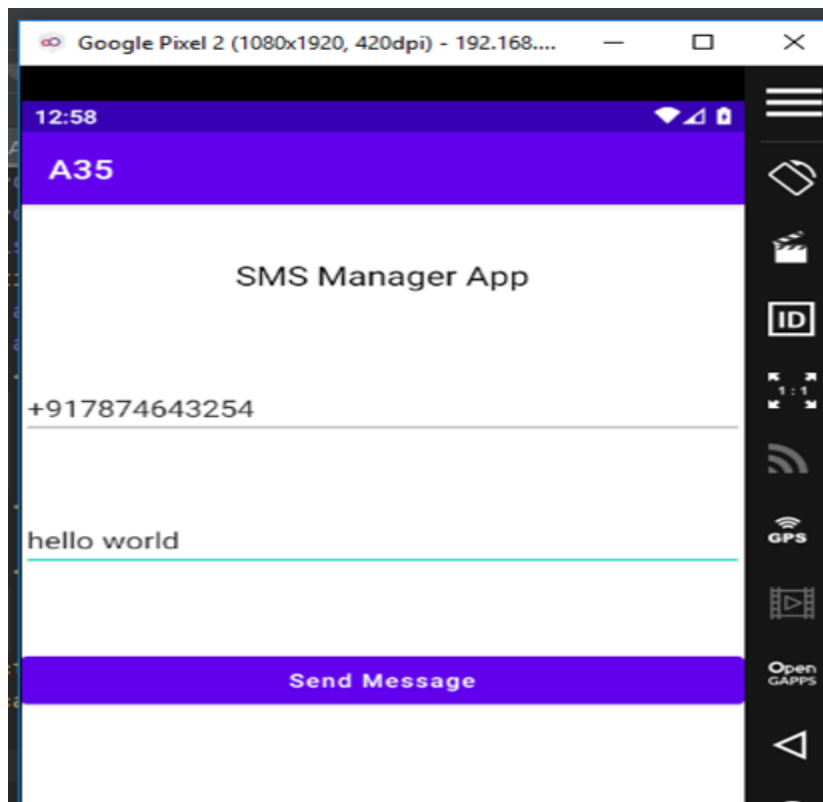 Google Pixel 2 (1080x1920, 420dpi) - 192.168....
12:58
A35
SMS Manager App
ID
1:1
+917874643254
hello world
GPS
Open
GAPPS
Send Message